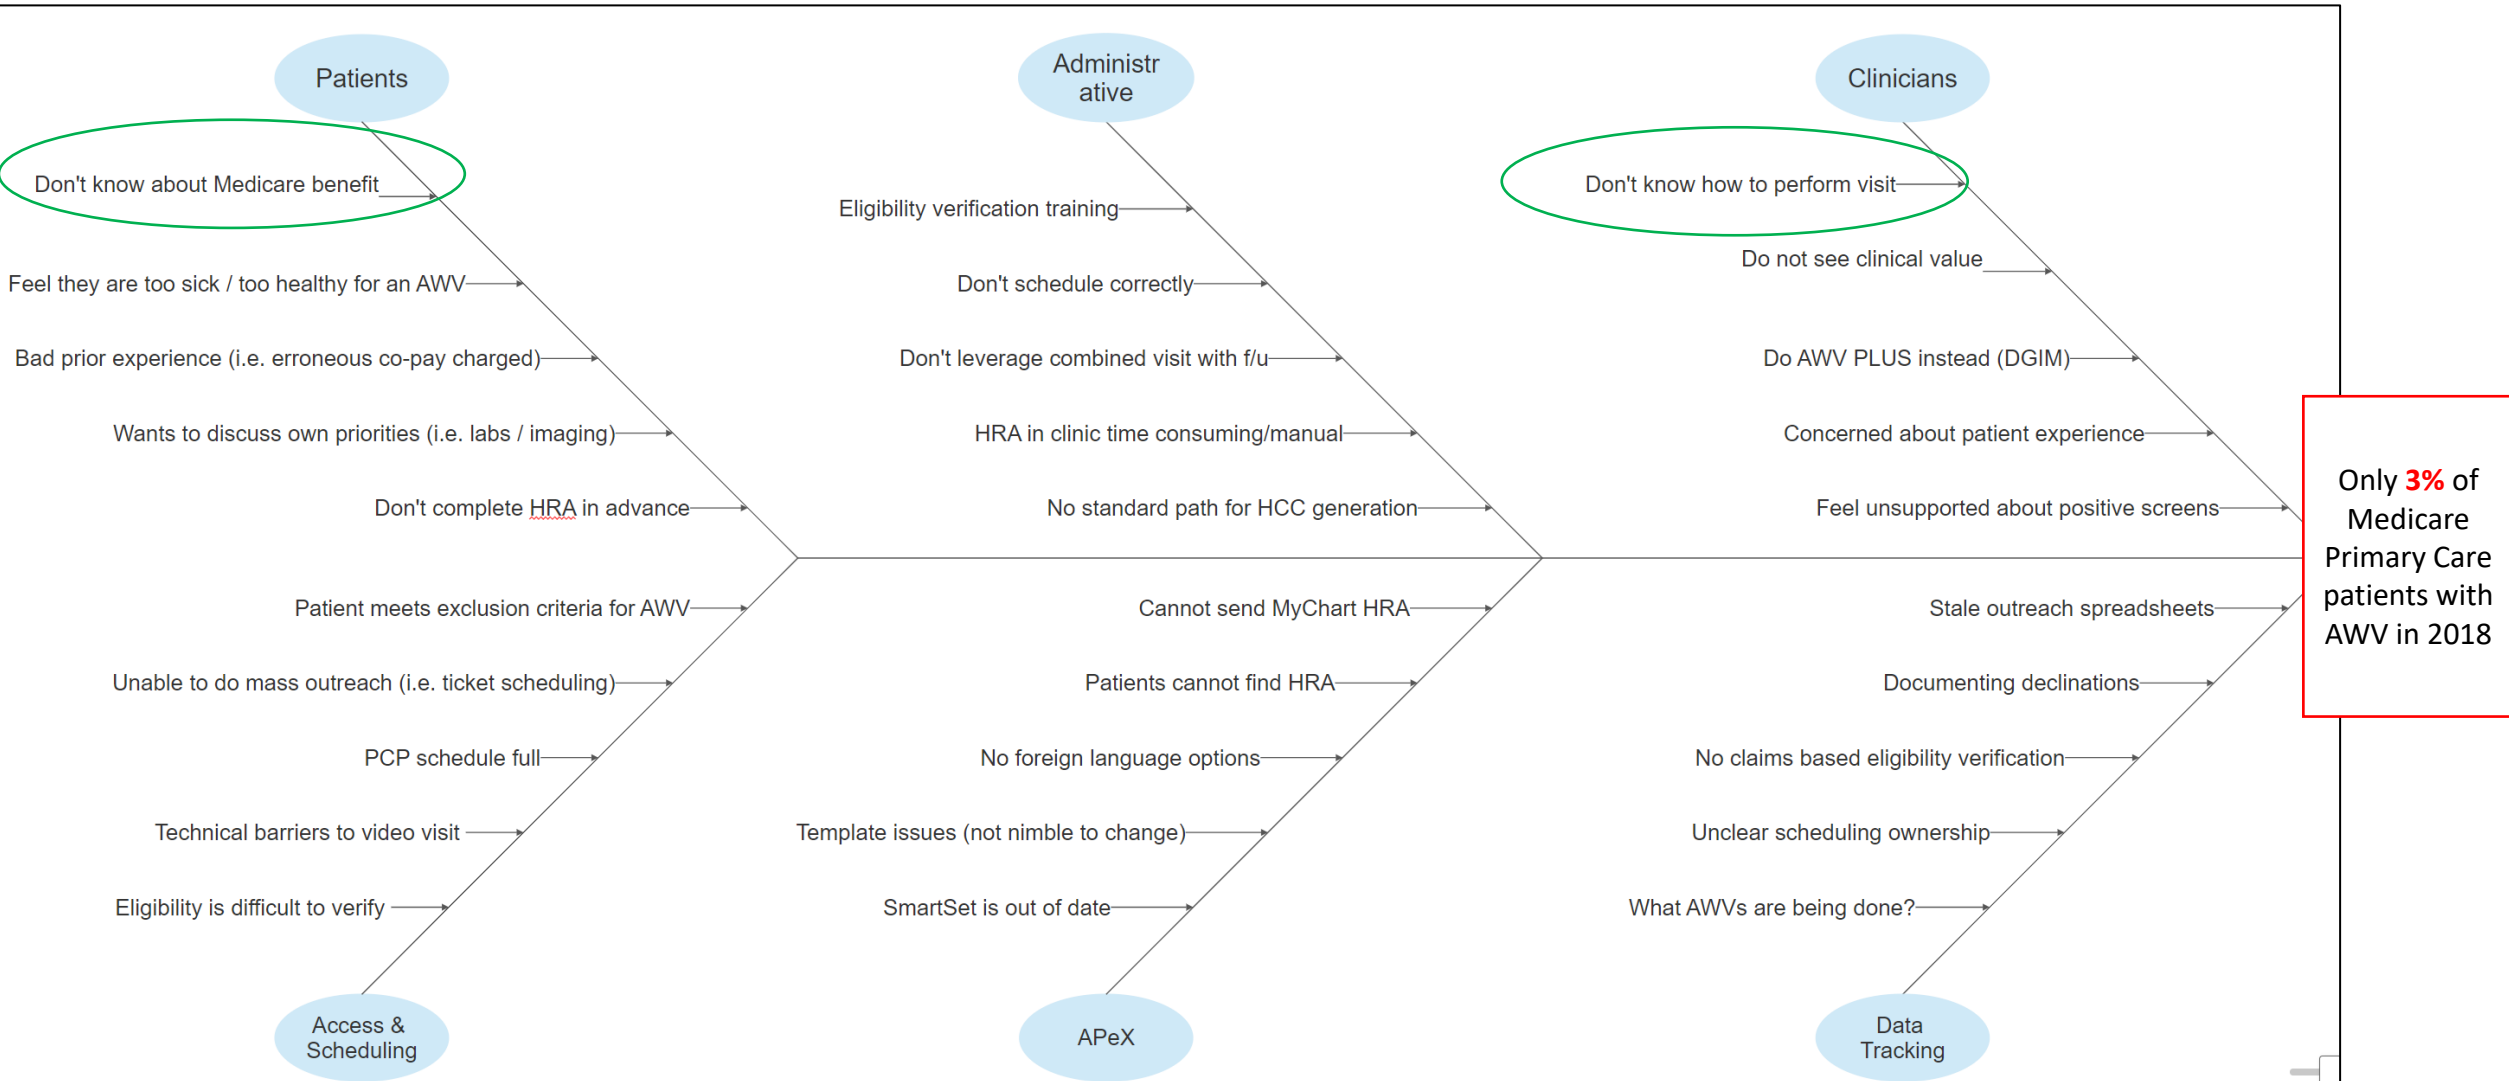 Patients
Don't know about Medicare benefit
Feel they are too sick / too healthy for an AWV
Bad prior experience (i.e. erroneous co-pay charged)
Wants to discuss own priorities (i.e. labs / imaging)
Don't complete HRA in advance
Administr
ative
Eligibility verification training
Don't schedule correctly
Don't leverage combined visit with f/u
HRA in clinic time consuming/manual
No standard path for HCC generation
Clinicians
Don't know how to perform visit
Do not see clinical value
Do AWV PLUS instead (DGIM)
Concerned about patient experience
Feel unsupported about positive screens
Only 3% of
Medicare
Primary Care
patients with
AWV in 2018
Patient meets exclusion criteria for AWV
Unable to do mass outreach (i.e. ticket scheduling)
PCP schedule full
Technical barriers to video visit
Eligibility is difficult to verify
Access &
Scheduling
Cannot send MyChart HRA
Patients cannot find HRA
No foreign language options
Template issues (not nimble to change)
SmartSet is out of date
APeX
Stale outreach spreadsheets
Documenting declinations
No claims based eligibility verification
Unclear scheduling ownership
What AWVs are being done?
Data
Tracking